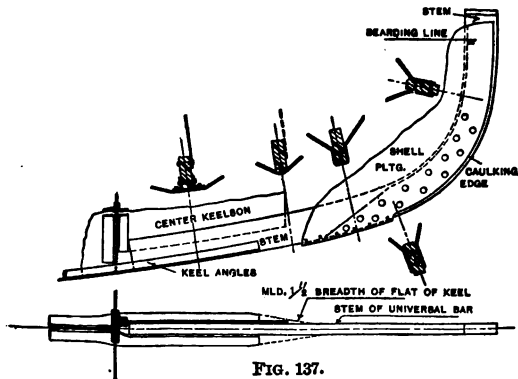 STEM
BEARDING LINE
SHELL
PLTG.
CAULKING
EDGE
CENTER KEELSON
STEM
KEEL ANGLES
MLD. 1/2 BREADTH OF FLAT OF KEEL
STEM OF UNIVERSAL BAR
FIG. 137.